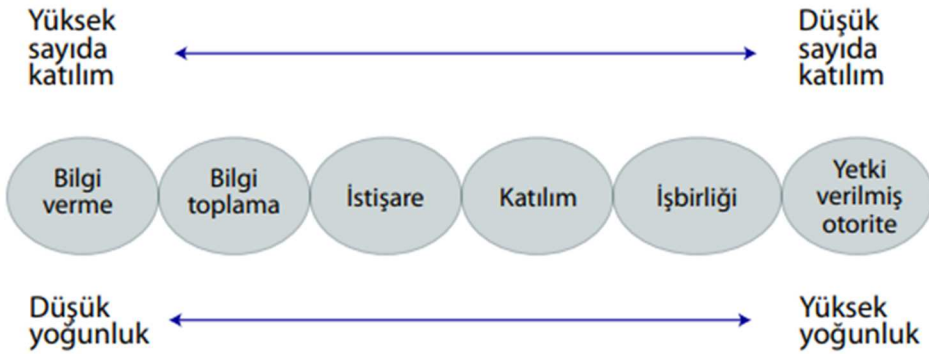 Yüksek
sayıda
katılım
Düşük
sayıda
katılım
Bilgi
verme
Bilgi
toplama
İstişare
Katılım
İşbirliği
Yetki
verilmiş
otorite
Düşük
yoğunluk
Yüksek
yoğunluk